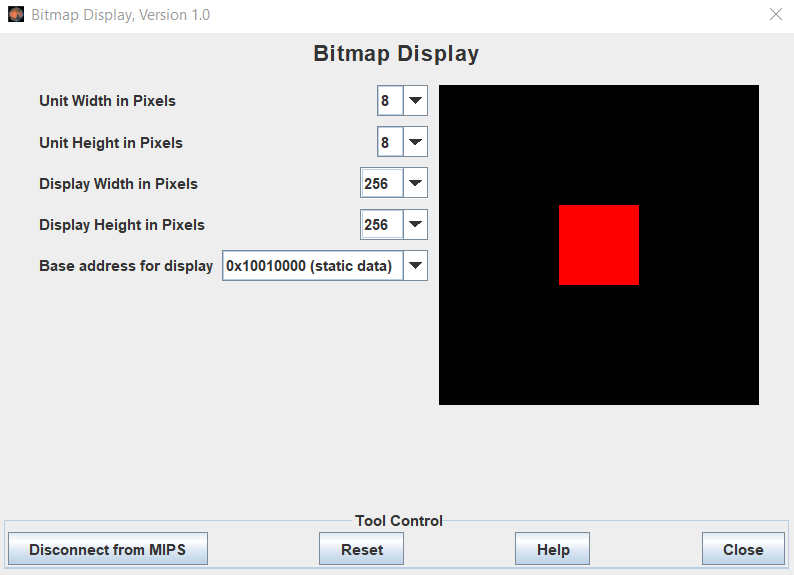 Bitmap Display, Version 1.0
Bitmap Display
Unit Width in Pixels 8
Unit Height in Pixels 8
Display Width in Pixels 256
Display Height in Pixels 256
Base address for display 0x10010000 (static data)
Tool Control
Disconnect from MIPS Reset Help Close